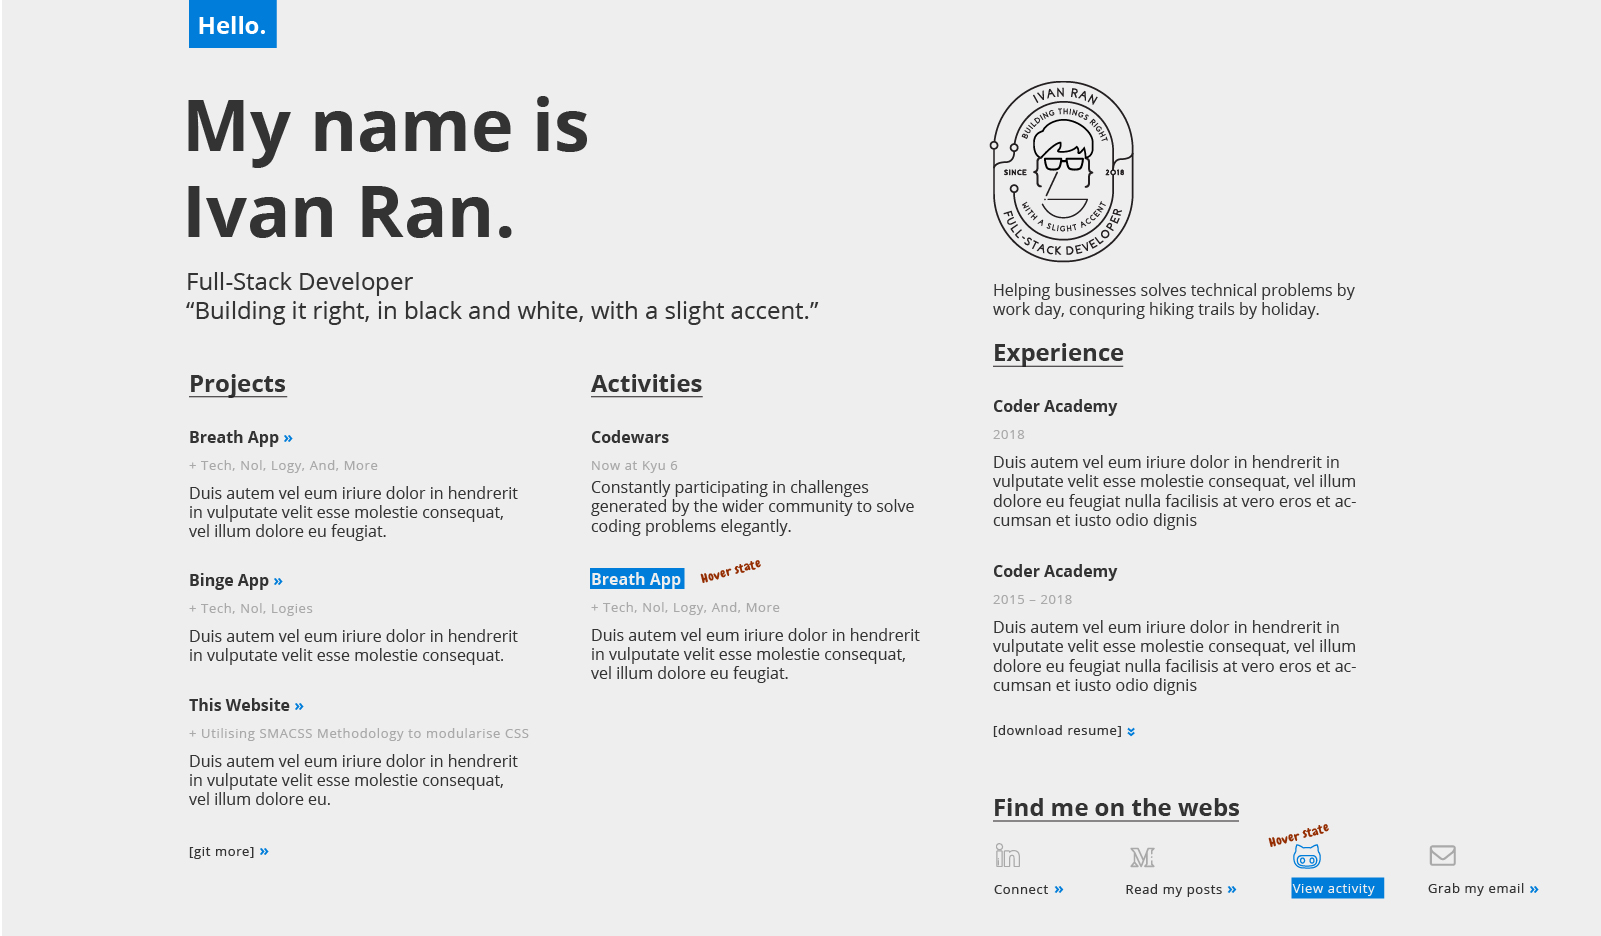 Hello.
My name is
Ivan Ran.
Full-Stack Developer
“Building it right, in black and white, with a slight accent.”
Projects
Breath App »
+ Tech, Nol, Logy, And, More
Duis autem vel eum iriure dolor in hendrerit
in vulputate velit esse molestie consequat,
vel illum dolore eu feugiat.
Binge App »
+ Tech, Nol, Logies
Duis autem vel eum iriure dolor in hendrerit
in vulputate velit esse molestie consequat.
This Website »
+ Utilising SMACSS Methodology to modularise CSS
Duis autem vel eum iriure dolor in hendrerit
in vulputate velit esse molestie consequat,
vel illum dolore eu.
[git more] »
Activities
Codewars
Now at Kyu 6
Constantly participating in challenges
generated by the wider community to solve
coding problems elegantly.
Breath App
Hover state
+ Tech, Nol, Logy, And, More
Duis autem vel eum iriure dolor in hendrerit
in vulputate velit esse molestie consequat,
vel illum dolore eu feugiat.
IVAN RAN
BUILDING THINGS RIGHT
SINCE 2018
WITH A SLIGHT ACCENT
FULL-STACK DEVELOPER
Helping businesses solves technical problems by
work day, conquring hiking trails by holiday.
Experience
Coder Academy
2018
Duis autem vel eum iriure dolor in hendrerit in
vulputate velit esse molestie consequat, vel illum
dolore eu feugiat nulla facilisis at vero eros et ac-
cumsan et iusto odio dignis
Coder Academy
2015 – 2018
Duis autem vel eum iriure dolor in hendrerit in
vulputate velit esse molestie consequat, vel illum
dolore eu feugiat nulla facilisis at vero eros et ac-
cumsan et iusto odio dignis
[download resume] »
Find me on the webs
Hover state
in
M
Connect »
Read my posts »
View activity
Grab my email »